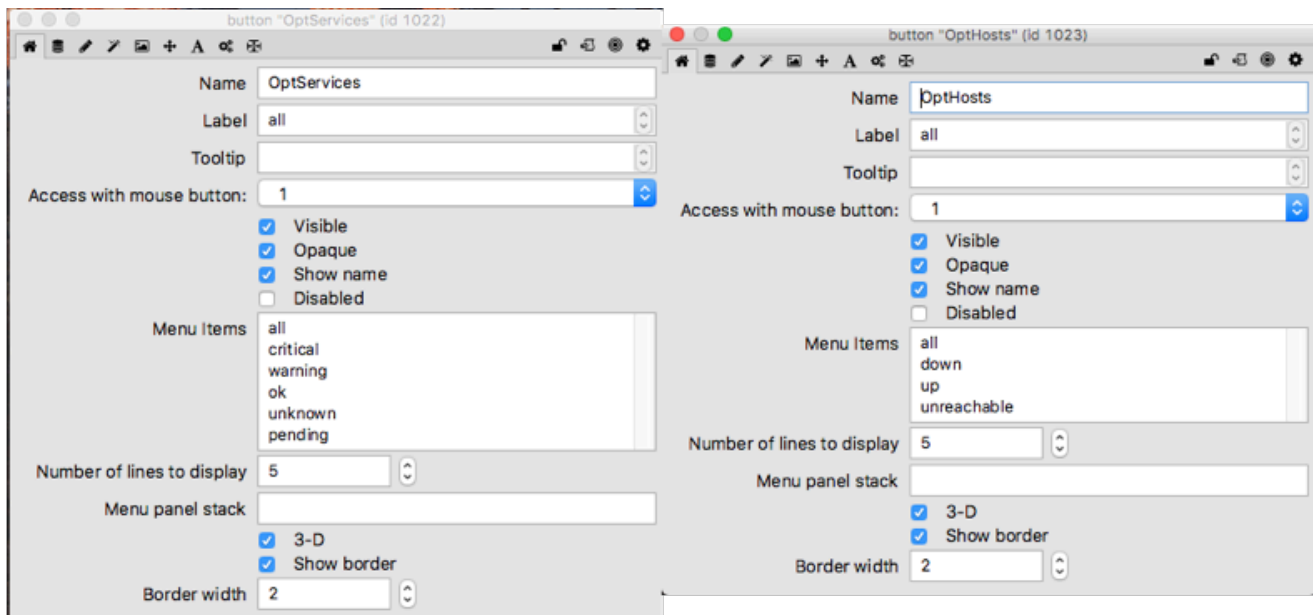 button "OptServices" (id 1022)
Name OptServices
Label all
Tooltip
Access with mouse button: 1
Visible
Opaque
Show name
Disabled
Menu Items all
critical
warning
ok
unknown
pending
Number of lines to display 5
Menu panel stack
3-D
Show border
Border width 2
button "OptHosts" (id 1023)
Name OptHosts
Label all
Tooltip
Access with mouse button: 1
Visible
Opaque
Show name
Disabled
Menu Items all
down
up
unreachable
Number of lines to display 5
Menu panel stack
3-D
Show border
Border width 2